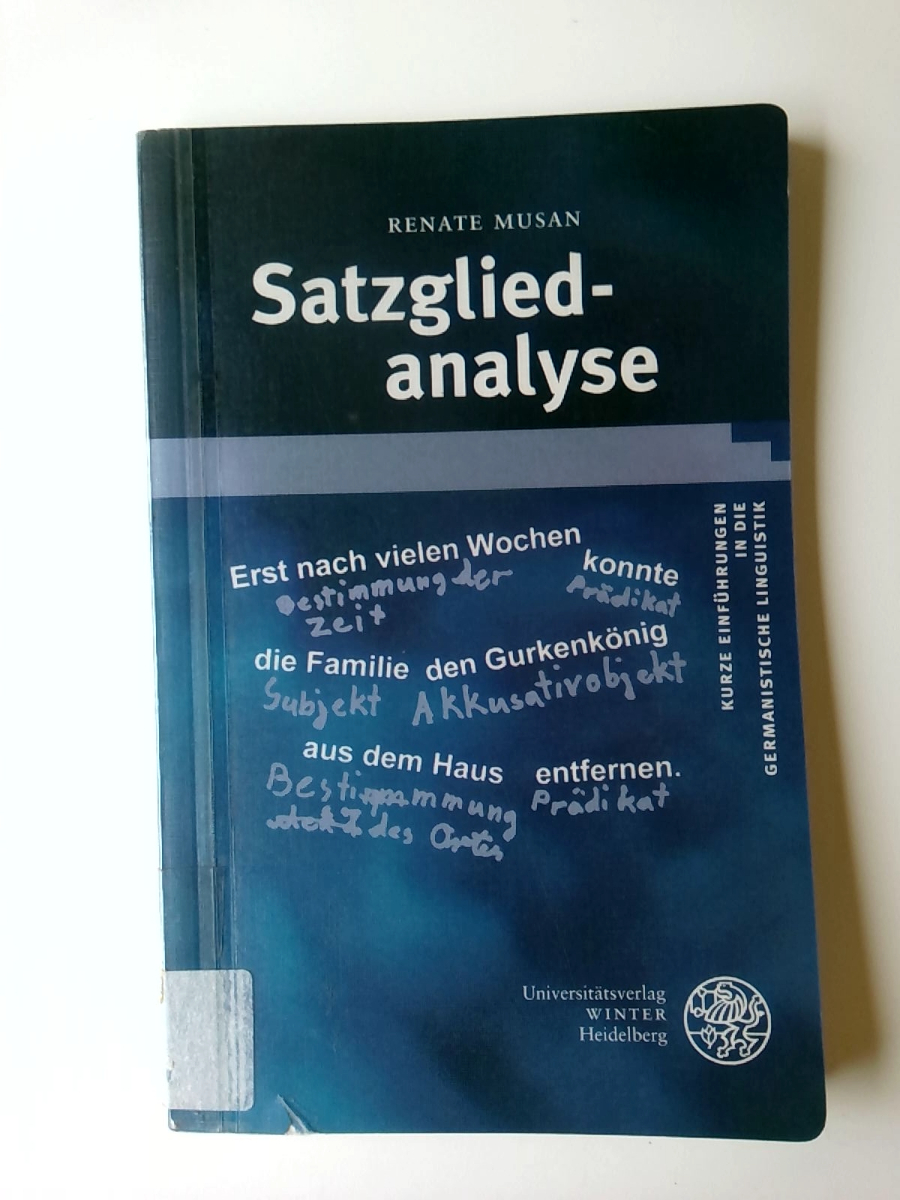 RENATE MUSAN
Satzglied-
analyse
Erst nach vielen Wochen konnte
Bestimmung der Prädikat
Zeit
die Familie den Gurkenkönig
Subjekt Akkusativobjekt
aus dem Haus entfernen.
Bestimmmung Prädikat
des Ortes
KURZE EINFÜHRUNGEN
IN DIE
GERMANISTISCHE LINGUISTIK
Universitätsverlag
WINTER
Heidelberg